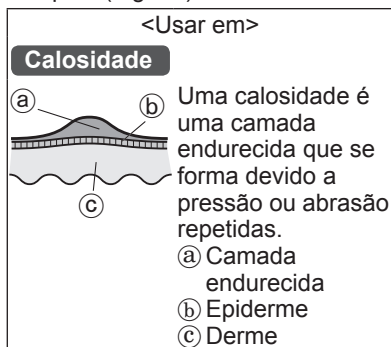 <Usar em>
Calosidade
ⓐ
ⓑ
ⓒ
Uma calosidade é
uma camada
endurecida que se
forma devido a
pressão ou abrasão
repetidas.
ⓐ Camada
endurecida
ⓑ Epiderme
ⓒ Derme